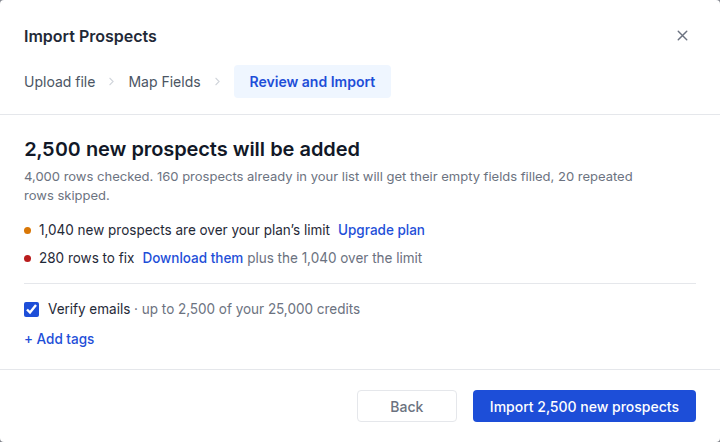 Import Prospects
Upload file
Map Fields
Review and Import
2,500 new prospects will be added
4,000 rows checked. 160 prospects already in your list will get their empty fields filled, 20 repeated
rows skipped.
1,040 new prospects are over your plan’s limit Upgrade plan
280 rows to fix Download them plus the 1,040 over the limit
Verify emails · up to 2,500 of your 25,000 credits
+ Add tags
Back
Import 2,500 new prospects